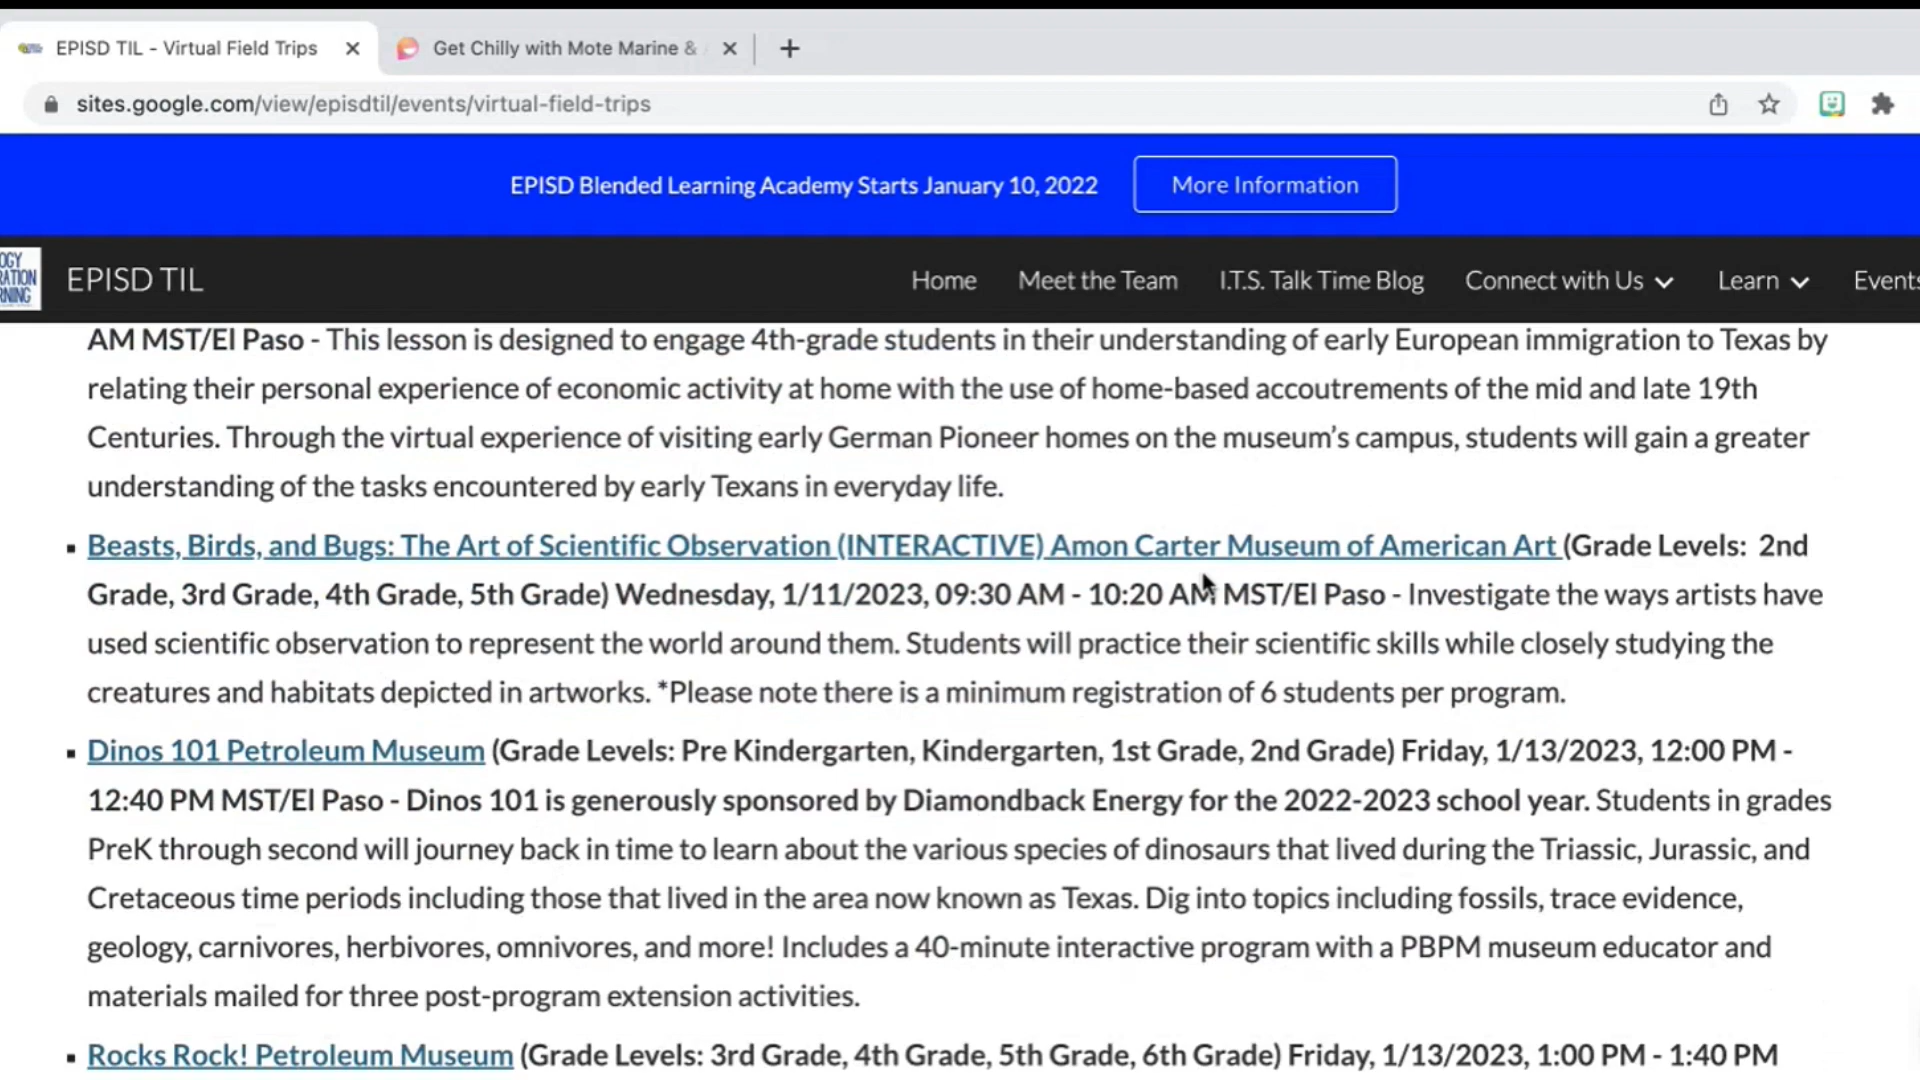 EPISD TIL - Virtual Field Trips
Get Chilly with Mote Marine &
sites.google.com/view/episdtil/events/virtual-field-trips
EPISD Blended Learning Academy Starts January 10, 2022
More Information
OGY
RATION
RNING
EPISD TIL
Home
Meet the Team
I.T.S. Talk Time Blog
Connect with Us
Learn
Events
AM MST/El Paso - This lesson is designed to engage 4th-grade students in their understanding of early European immigration to Texas by
relating their personal experience of economic activity at home with the use of home-based accoutrements of the mid and late 19th
Centuries. Through the virtual experience of visiting early German Pioneer homes on the museum's campus, students will gain a greater
understanding of the tasks encountered by early Texans in everyday life.
▪ Beasts, Birds, and Bugs: The Art of Scientific Observation (INTERACTIVE) Amon Carter Museum of American Art (Grade Levels: 2nd
Grade, 3rd Grade, 4th Grade, 5th Grade) Wednesday, 1/11/2023, 09:30 AM - 10:20 AM MST/El Paso - Investigate the ways artists have
used scientific observation to represent the world around them. Students will practice their scientific skills while closely studying the
creatures and habitats depicted in artworks. *Please note there is a minimum registration of 6 students per program.
▪ Dinos 101 Petroleum Museum (Grade Levels: Pre Kindergarten, Kindergarten, 1st Grade, 2nd Grade) Friday, 1/13/2023, 12:00 PM -
12:40 PM MST/El Paso - Dinos 101 is generously sponsored by Diamondback Energy for the 2022-2023 school year. Students in grades
PreK through second will journey back in time to learn about the various species of dinosaurs that lived during the Triassic, Jurassic, and
Cretaceous time periods including those that lived in the area now known as Texas. Dig into topics including fossils, trace evidence,
geology, carnivores, herbivores, omnivores, and more! Includes a 40-minute interactive program with a PBPM museum educator and
materials mailed for three post-program extension activities.
▪ Rocks Rock! Petroleum Museum (Grade Levels: 3rd Grade, 4th Grade, 5th Grade, 6th Grade) Friday, 1/13/2023, 1:00 PM - 1:40 PM